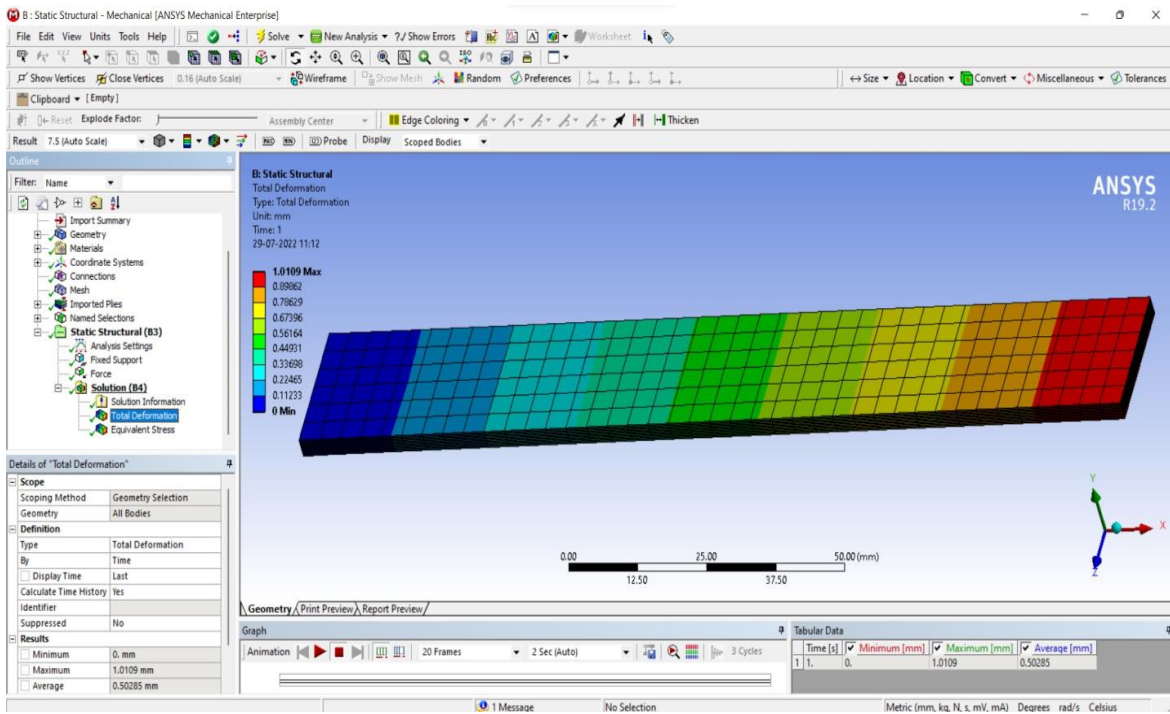 B : Static Structural - Mechanical [ANSYS Mechanical Enterprise]
File Edit View Units Tools Help Solve New Analysis ?/ Show Errors Worksheet
Show Vertices Close Vertices 0.16 (Auto Scale) Wireframe Show Mesh Random Preferences Size Location Convert Miscellaneous Tolerances
Clipboard [Empty]
Reset Explode Factor: Assembly Center Edge Coloring Thicken
Result 7.5 (Auto Scale) Probe Display Scoped Bodies
Outline
Filter: Name
Import Summary
Geometry
Materials
Coordinate Systems
Connections
Mesh
Imported Plies
Named Selections
Static Structural (B3)
Analysis Settings
Fixed Support
Force
Solution (B4)
Solution Information
Total Deformation
Equivalent Stress
Details of "Total Deformation"
Scope
Scoping Method Geometry Selection
Geometry All Bodies
Definition
Type Total Deformation
By Time
Display Time Last
Calculate Time History Yes
Identifier
Suppressed No
Results
Minimum 0. mm
Maximum 1.0109 mm
Average 0.50285 mm
B: Static Structural
Total Deformation
Type: Total Deformation
Unit: mm
Time: 1
29-07-2022 11:12
1.0109 Max
0.89862
0.78629
0.67396
0.56164
0.44931
0.33698
0.22465
0.11233
0 Min
ANSYS
R19.2
Y
X
Z
0.00 25.00 50.00 (mm)
12.50 37.50
Geometry Print Preview Report Preview
Graph
Animation 20 Frames 2 Sec (Auto) 3 Cycles
Tabular Data
Time [s] Minimum [mm] Maximum [mm] Average [mm]
1 1. 0. 1.0109 0.50285
1 Message No Selection Metric (mm, kg, N, s, mV, mA) Degrees rad/s Celsius